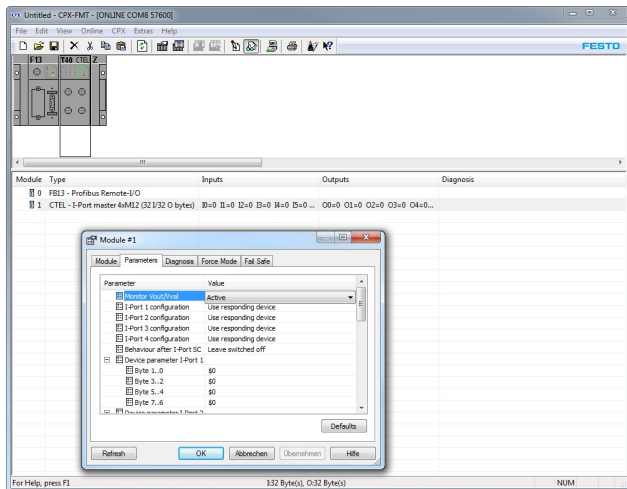 Untitled - CPX-FMT - [ONLINE COM8 57600]
File Edit View Online CPX Extras Help
FESTO
F13 T40 CTEL Z
Module Type Inputs Outputs Diagnosis
0 FB13 - Profibus Remote-I/O
1 CTEL - I-Port master 4xM12 (32 I/32 O bytes) I0=0 I1=0 I2=0 I3=0 I4=0 I5=0 ... O0=0 O1=0 O2=0 O3=0 O4=0...
Module #1
Module Parameters Diagnosis Force Mode Fail Safe
Parameter Value
Monitor Vout/Vval Active
I-Port 1 configuration Use responding device
I-Port 2 configuration Use responding device
I-Port 3 configuration Use responding device
I-Port 4 configuration Use responding device
Behaviour after I-Port SC Leave switched off
Device parameter I-Port 1
Byte 1..0 $0
Byte 3..2 $0
Byte 5..4 $0
Byte 7..6 $0
Device parameter I-Port 2
Defaults
Refresh OK Abbrechen Übernehmen Hilfe
For Help, press F1 I:32 Byte(s), O:32 Byte(s) NUM